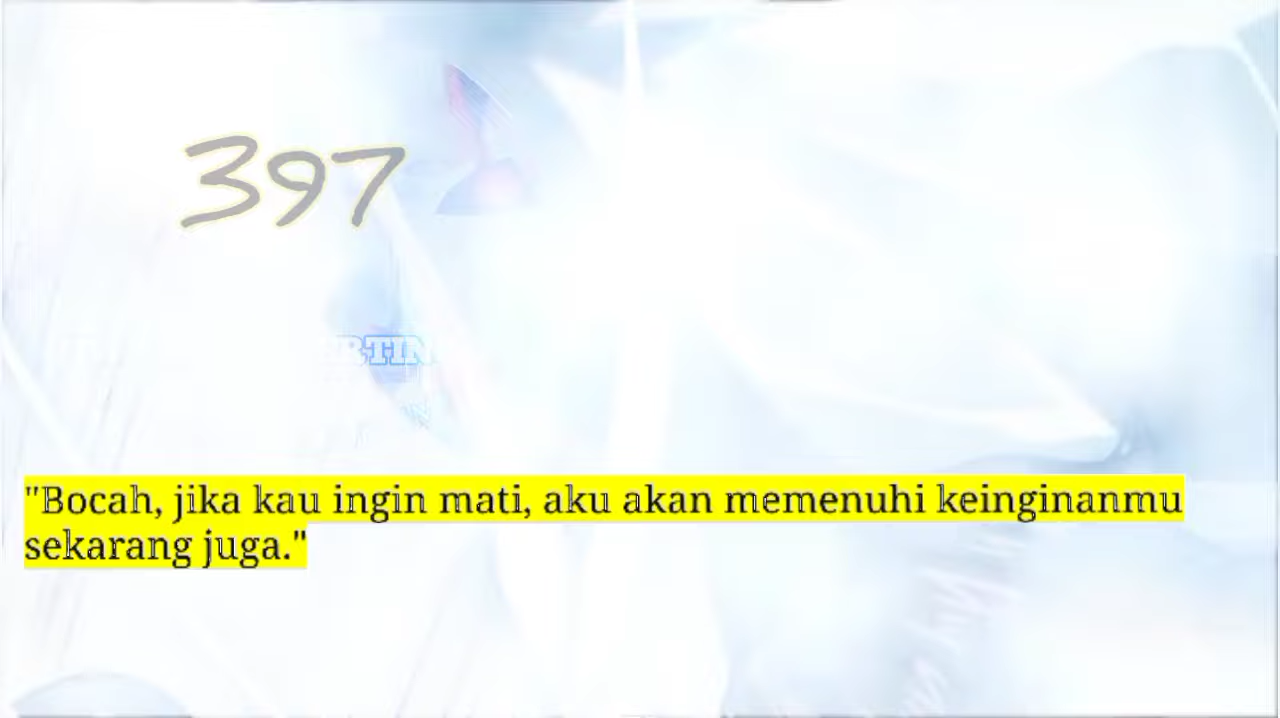 397
"Bocah, jika kau ingin mati, aku akan memenuhi keinginanmu
sekarang juga."